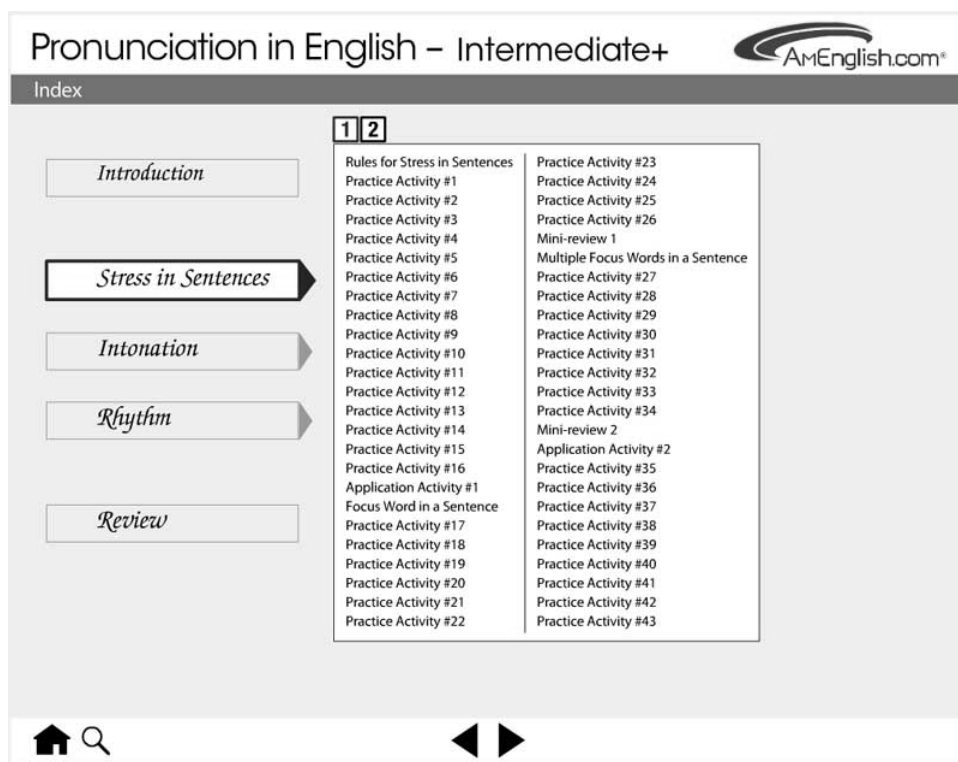 Pronunciation in English – Intermediate+
AMEnglish.com®
Index
1 2
Introduction
Stress in Sentences
Intonation
Rhythm
Review
Rules for Stress in Sentences
Practice Activity #1
Practice Activity #2
Practice Activity #3
Practice Activity #4
Practice Activity #5
Practice Activity #6
Practice Activity #7
Practice Activity #8
Practice Activity #9
Practice Activity #10
Practice Activity #11
Practice Activity #12
Practice Activity #13
Practice Activity #14
Practice Activity #15
Practice Activity #16
Application Activity #1
Focus Word in a Sentence
Practice Activity #17
Practice Activity #18
Practice Activity #19
Practice Activity #20
Practice Activity #21
Practice Activity #22
Practice Activity #23
Practice Activity #24
Practice Activity #25
Practice Activity #26
Mini-review 1
Multiple Focus Words in a Sentence
Practice Activity #27
Practice Activity #28
Practice Activity #29
Practice Activity #30
Practice Activity #31
Practice Activity #32
Practice Activity #33
Practice Activity #34
Mini-review 2
Application Activity #2
Practice Activity #35
Practice Activity #36
Practice Activity #37
Practice Activity #38
Practice Activity #39
Practice Activity #40
Practice Activity #41
Practice Activity #42
Practice Activity #43